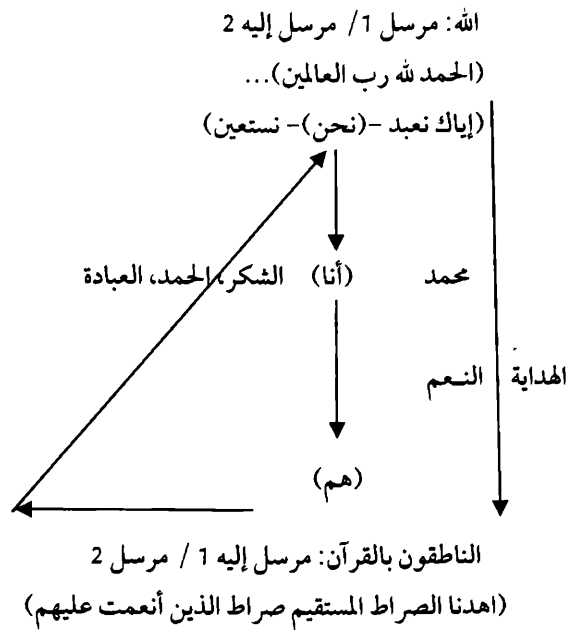 الله: مرسل 1 / مرسل إليه 2
(الحمد لله رب العالمين)...
(إياك نعبد -(نحن)- نستعين)
محمد (أنا) الشكر، الحمد، العبادة
الهداية النـعم
(هم)
الناطقون بالقرآن: مرسل إليه 1 / مرسل 2
(اهدنا الصراط المستقيم صراط الذين أنعمت عليهم)